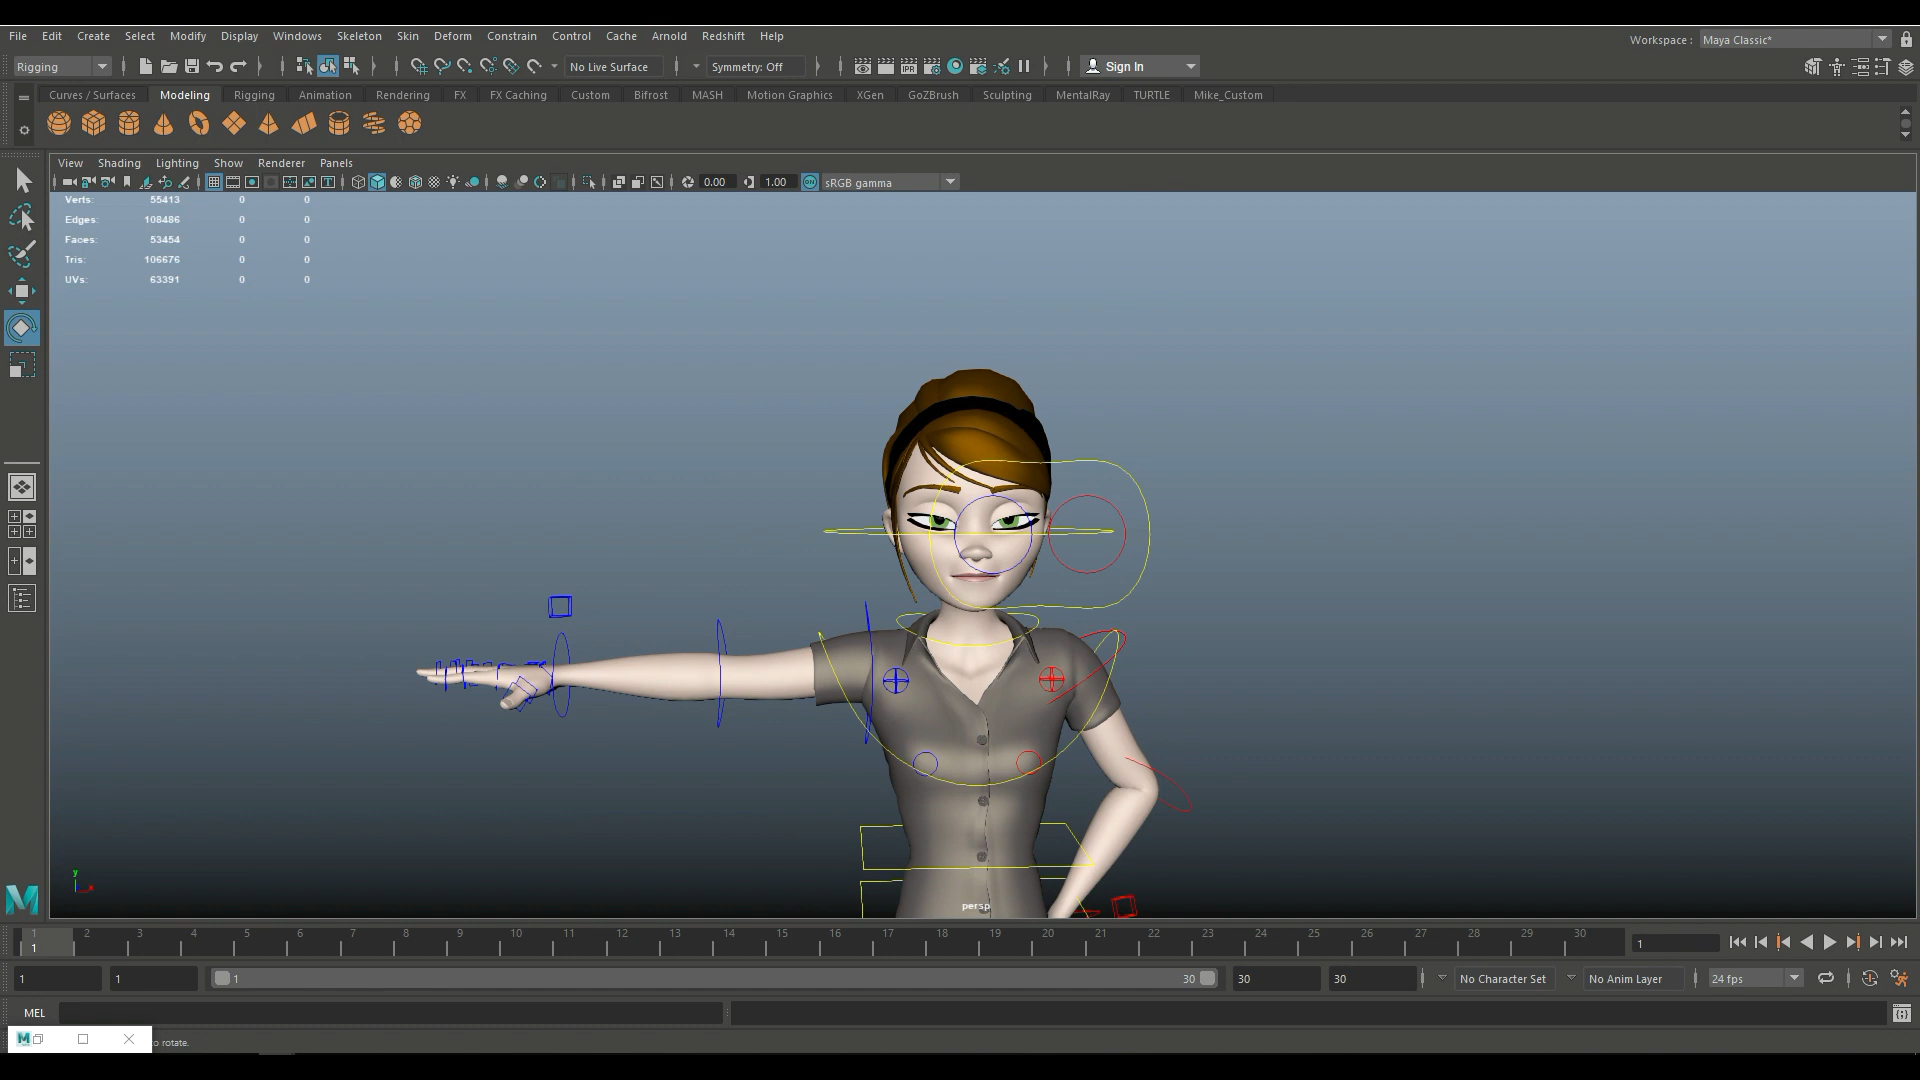 File Edit Create Select Modify Display Windows Skeleton Skin Deform Constrain Control Cache Arnold Redshift Help
Workspace : Maya Classic*
Rigging No Live Surface Symmetry: Off IPR Sign In
Curves / Surfaces Modeling Rigging Animation Rendering FX FX Caching Custom Bifrost MASH Motion Graphics XGen GoZBrush Sculpting MentalRay TURTLE Mike_Custom
View Shading Lighting Show Renderer Panels
0.00 1.00 ON sRGB gamma
Verts: 55413 0 0
Edges: 108486 0 0
Faces: 53454 0 0
Tris: 106676 0 0
UVs: 63391 0 0
y
x
persp
1 2 3 4 5 6 7 8 9 10 11 12 13 14 15 16 17 18 19 20 21 22 23 24 25 26 27 28 29 30
1 1
1 1 1 30 30 30 No Character Set No Anim Layer 24 fps
MEL
to rotate.